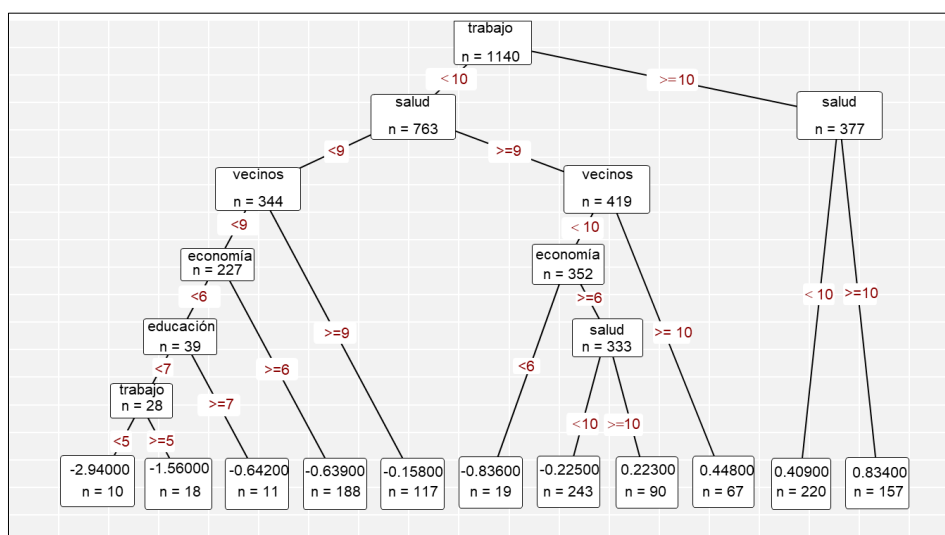 trabajo
n = 1140
< 10
>=10
salud
n = 763
salud
n = 377
<9
>=9
vecinos
n = 344
vecinos
n = 419
<9
< 10
economía
n = 227
economía
n = 352
<6
>=6
< 10
>=10
educación
n = 39
>=9
salud
n = 333
>= 10
<7
>=6
<6
trabajo
n = 28
>=7
<10
>=10
<5
>=5
-2.94000
n = 10
-1.56000
n = 18
-0.64200
n = 11
-0.63900
n = 188
-0.15800
n = 117
-0.83600
n = 19
-0.22500
n = 243
0.22300
n = 90
0.44800
n = 67
0.40900
n = 220
0.83400
n = 157